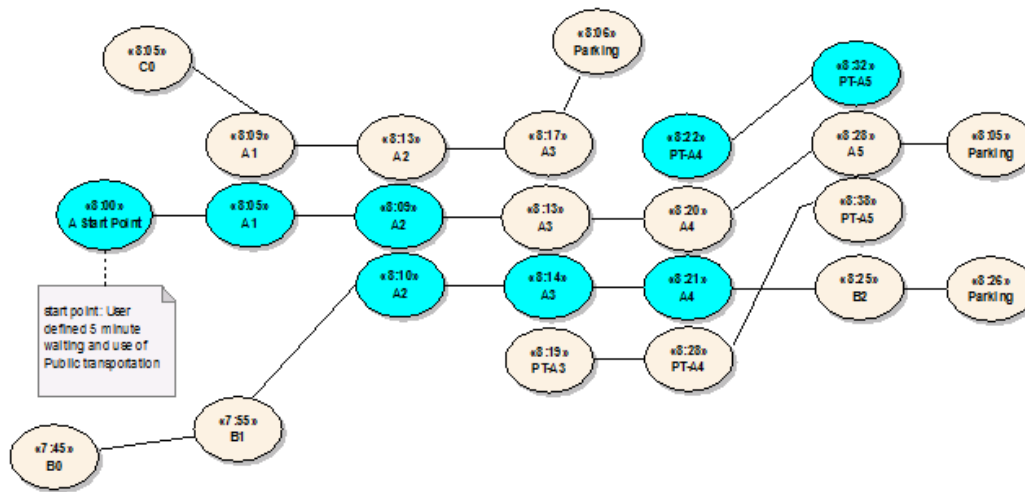 «8:05»
C0
«8:06»
Parking
«8:32»
PT-A5
«8:09»
A1
«8:13»
A2
«8:17»
A3
«8:22»
PT-A4
«8:28»
A5
«8:05»
Parking
«8:00»
A Start Point
«8:05»
A1
«8:09»
A2
«8:13»
A3
«8:20»
A4
«8:38»
PT-A5
«8:10»
A2
«8:14»
A3
«8:21»
A4
«8:25»
B2
«8:26»
Parking
start point: User
defined 5 minute
waiting and use of
Public transportation
«8:19»
PT-A3
«8:28»
PT-A4
«7:55»
B1
«7:45»
B0